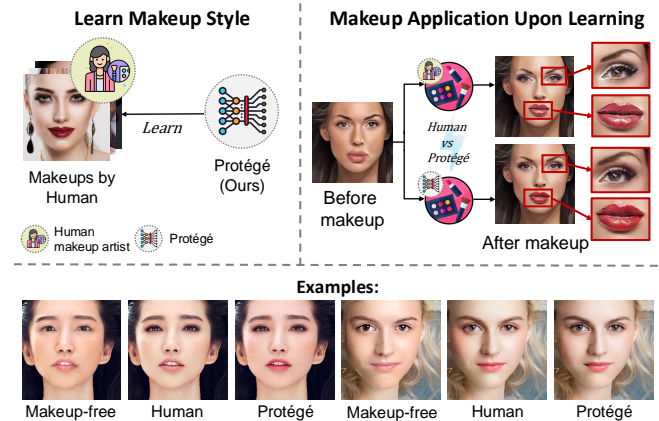 Learn Makeup Style
Learn
Makeups by
Human
Protégé
(Ours)
Human
makeup artist
Protégé
Makeup Application Upon Learning
Human
vs
Protégé
Before
makeup
After makeup
Examples:
Makeup-free
Human
Protégé
Makeup-free
Human
Protégé